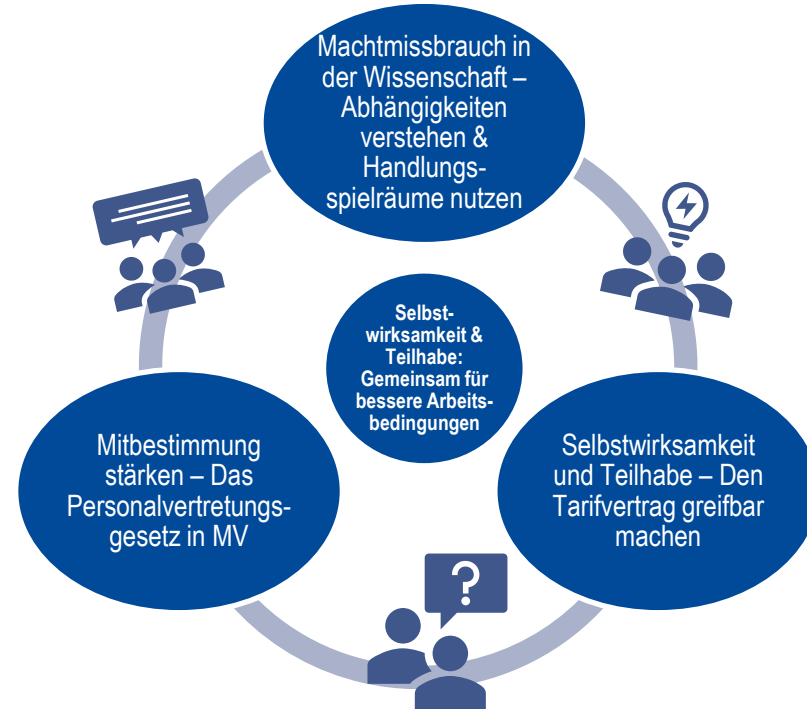 Machtmissbrauch in
der Wissenschaft –
Abhängigkeiten
verstehen &
Handlungs-
spielräume nutzen
Selbst-
wirksamkeit &
Teilhabe:
Gemeinsam für
bessere Arbeits-
bedingungen
Mitbestimmung
stärken – Das
Personalvertretungs-
gesetz in MV
Selbstwirksamkeit
und Teilhabe – Den
Tarifvertrag greifbar
machen
?